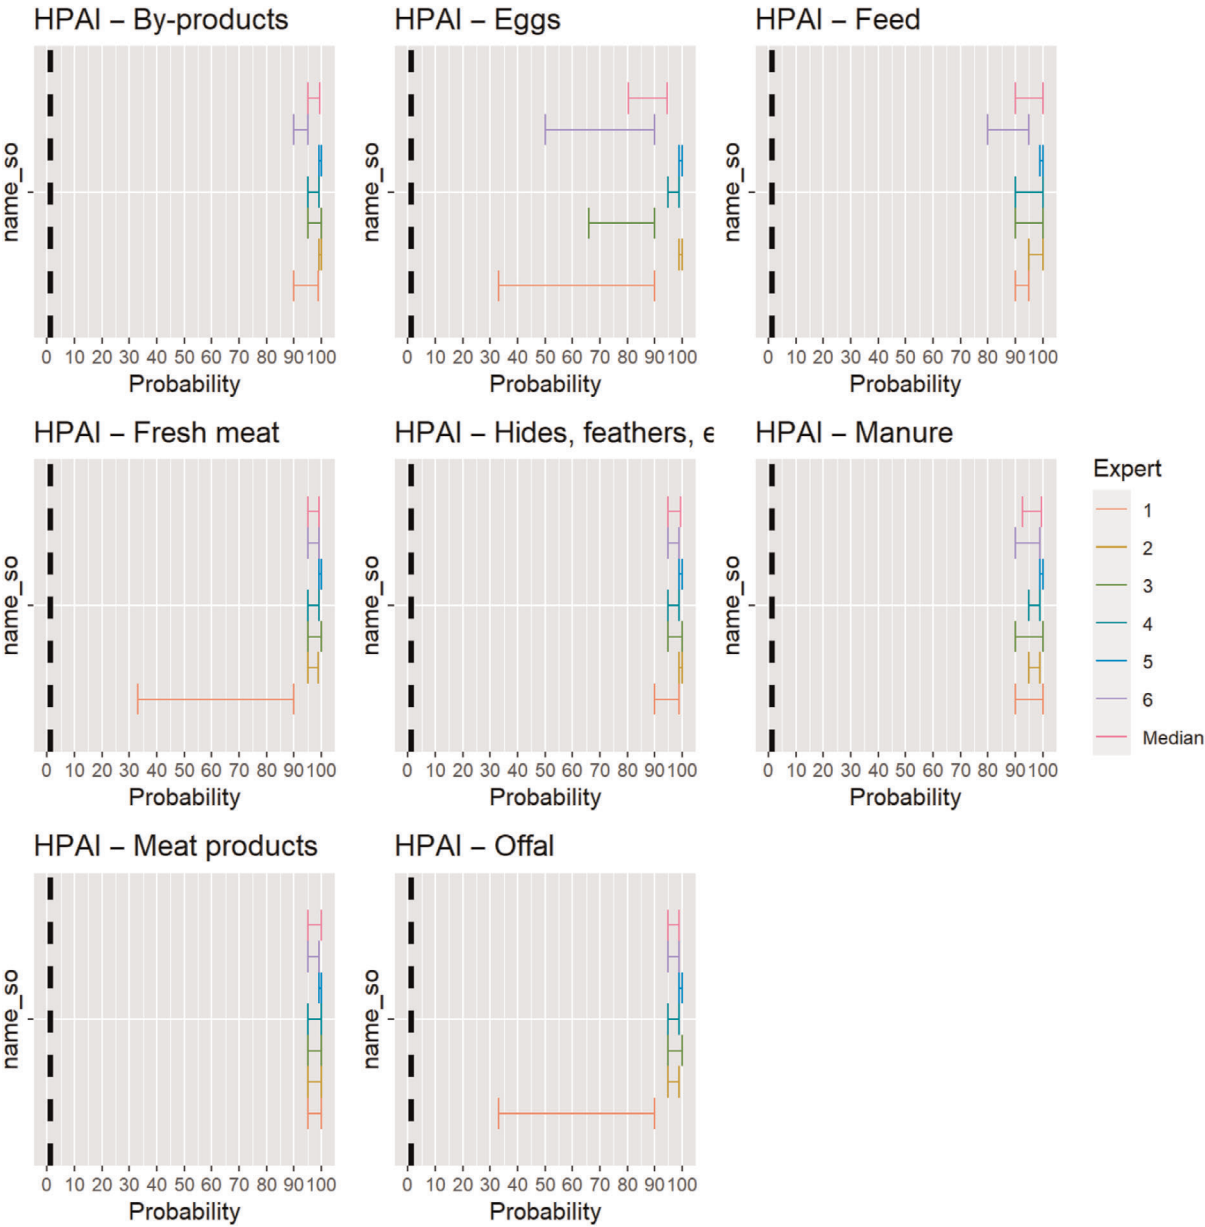 HPAI – By-products
HPAI – Eggs
HPAI – Feed
name_so
name_so
name_so
0 10 20 30 40 50 60 70 80 90 100
0 10 20 30 40 50 60 70 80 90 100
0 10 20 30 40 50 60 70 80 90 100
Probability
Probability
Probability
HPAI – Fresh meat
HPAI – Hides, feathers, e
HPAI – Manure
name_so
name_so
name_so
0 10 20 30 40 50 60 70 80 90 100
0 10 20 30 40 50 60 70 80 90 100
0 10 20 30 40 50 60 70 80 90 100
Probability
Probability
Probability
Expert
1
2
3
4
5
6
Median
HPAI – Meat products
HPAI – Offal
name_so
name_so
0 10 20 30 40 50 60 70 80 90 100
0 10 20 30 40 50 60 70 80 90 100
Probability
Probability